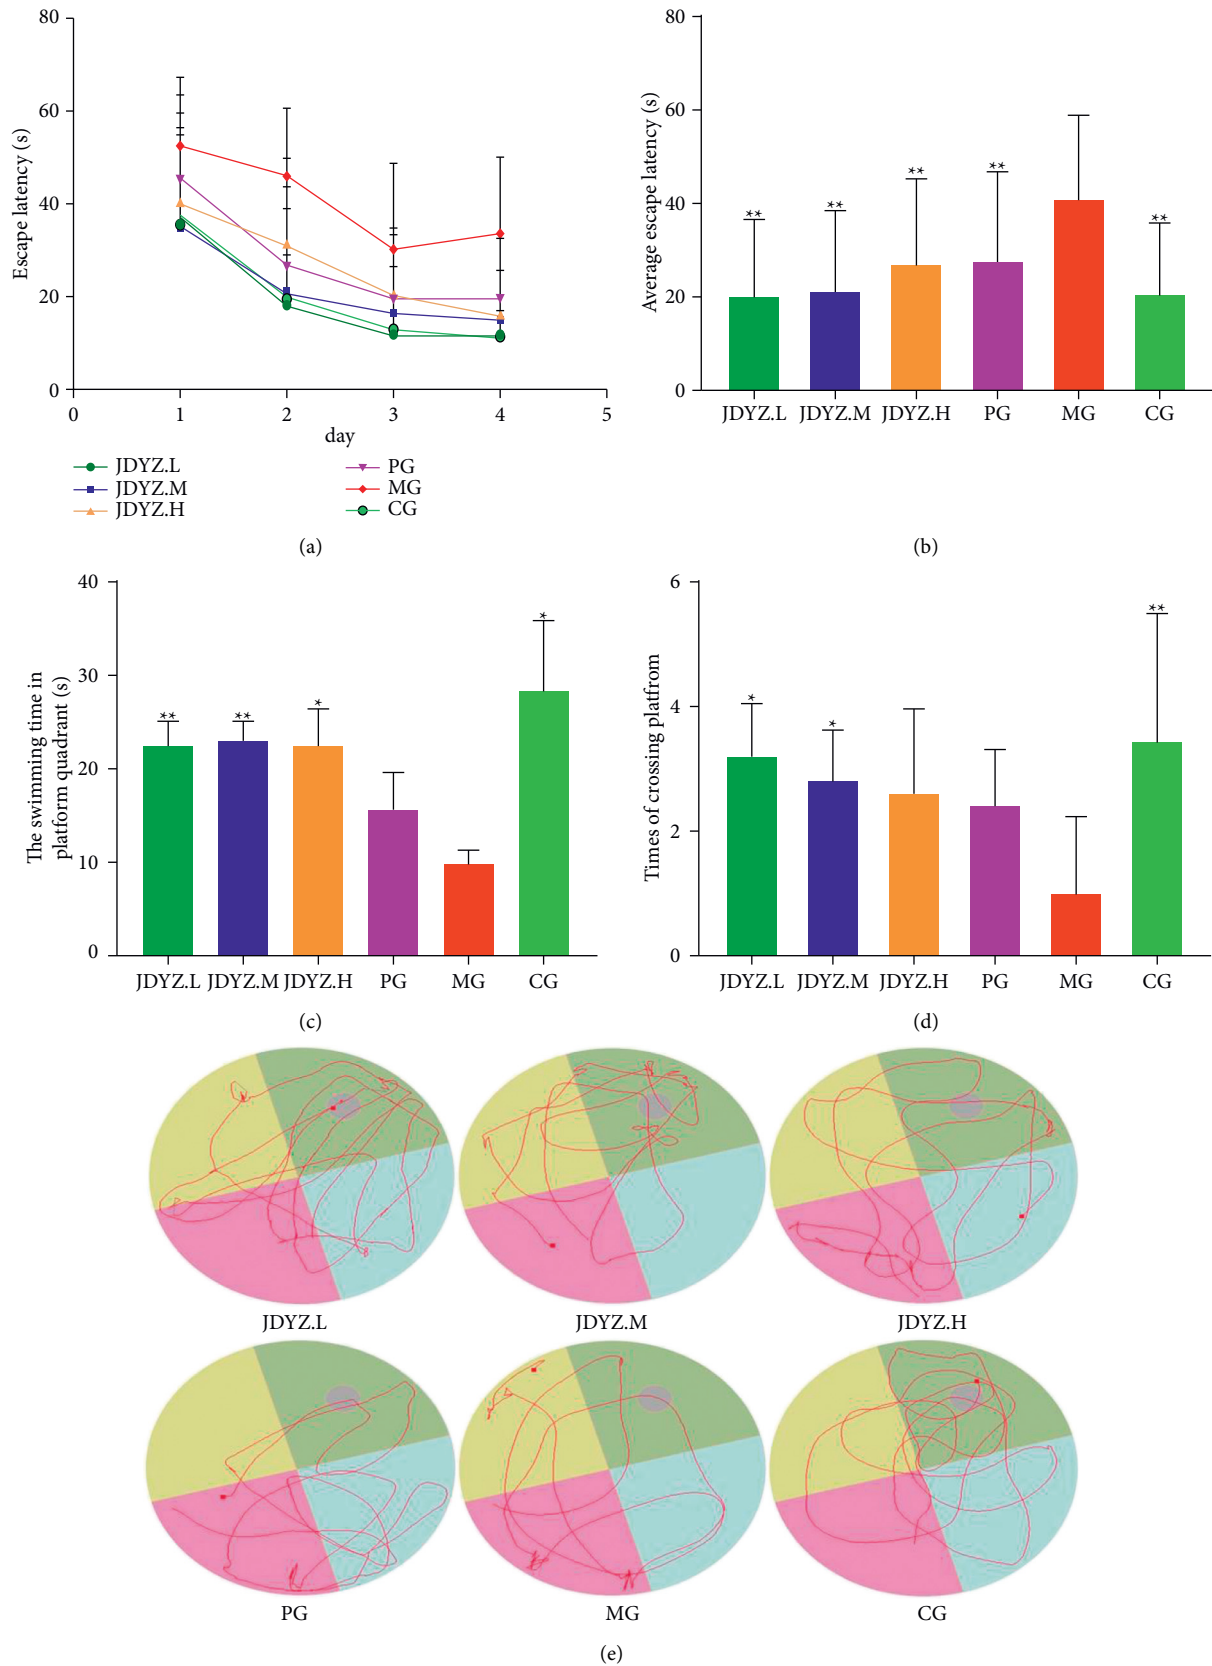 80
60
40
20
0
Escape latency (s)
0 1 2 3 4 5
day
JDYZ.L
JDYZ.M
JDYZ.H
PG
MG
CG
(a)
80
60
40
20
0
Average escape latency (s)
** ** ** ** **
JDYZ.L JDYZ.M JDYZ.H PG MG CG
(b)
40
30
20
10
0
The swimming time in
platform quadrant (s)
** ** * *
JDYZ.L JDYZ.M JDYZ.H PG MG CG
(c)
6
4
2
0
Times of crossing platfrom
* * **
JDYZ.L JDYZ.M JDYZ.H PG MG CG
(d)
JDYZ.L JDYZ.M JDYZ.H
PG MG CG
(e)